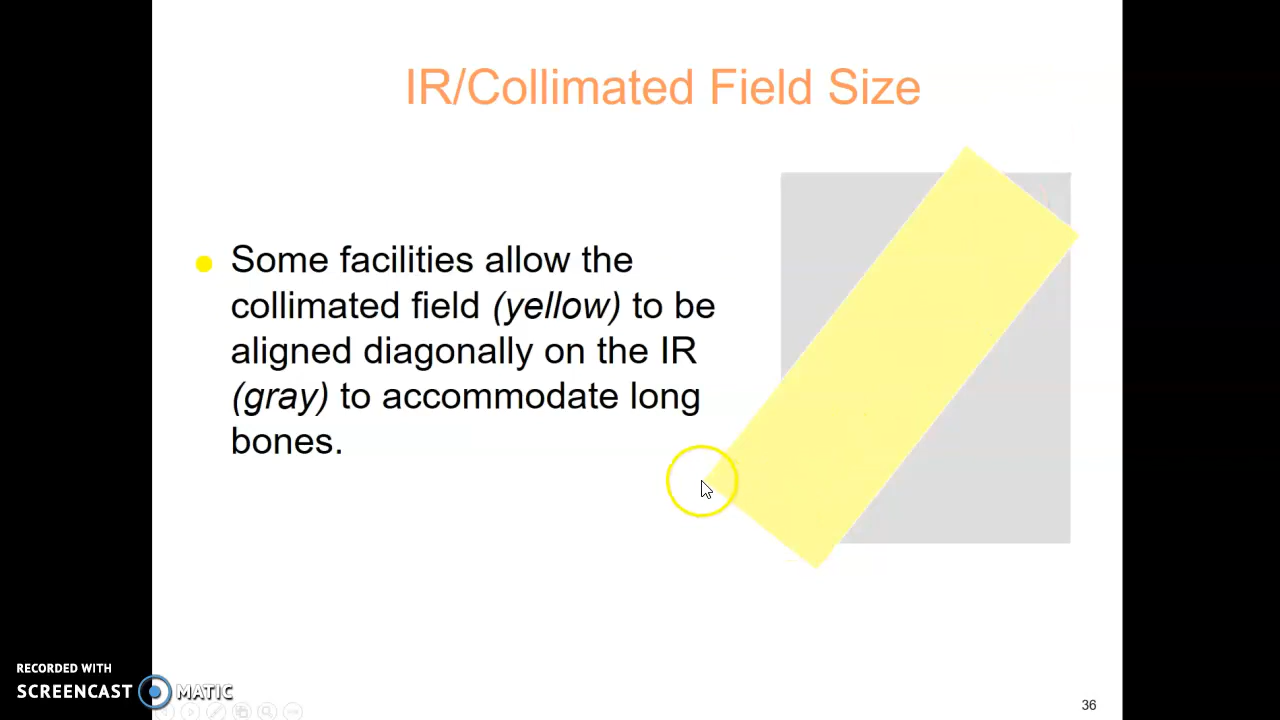 IR/Collimated Field Size
Some facilities allow the
collimated field (yellow) to be
aligned diagonally on the IR
(gray) to accommodate long
bones.
RECORDED WITH
SCREENCAST MATIC
36